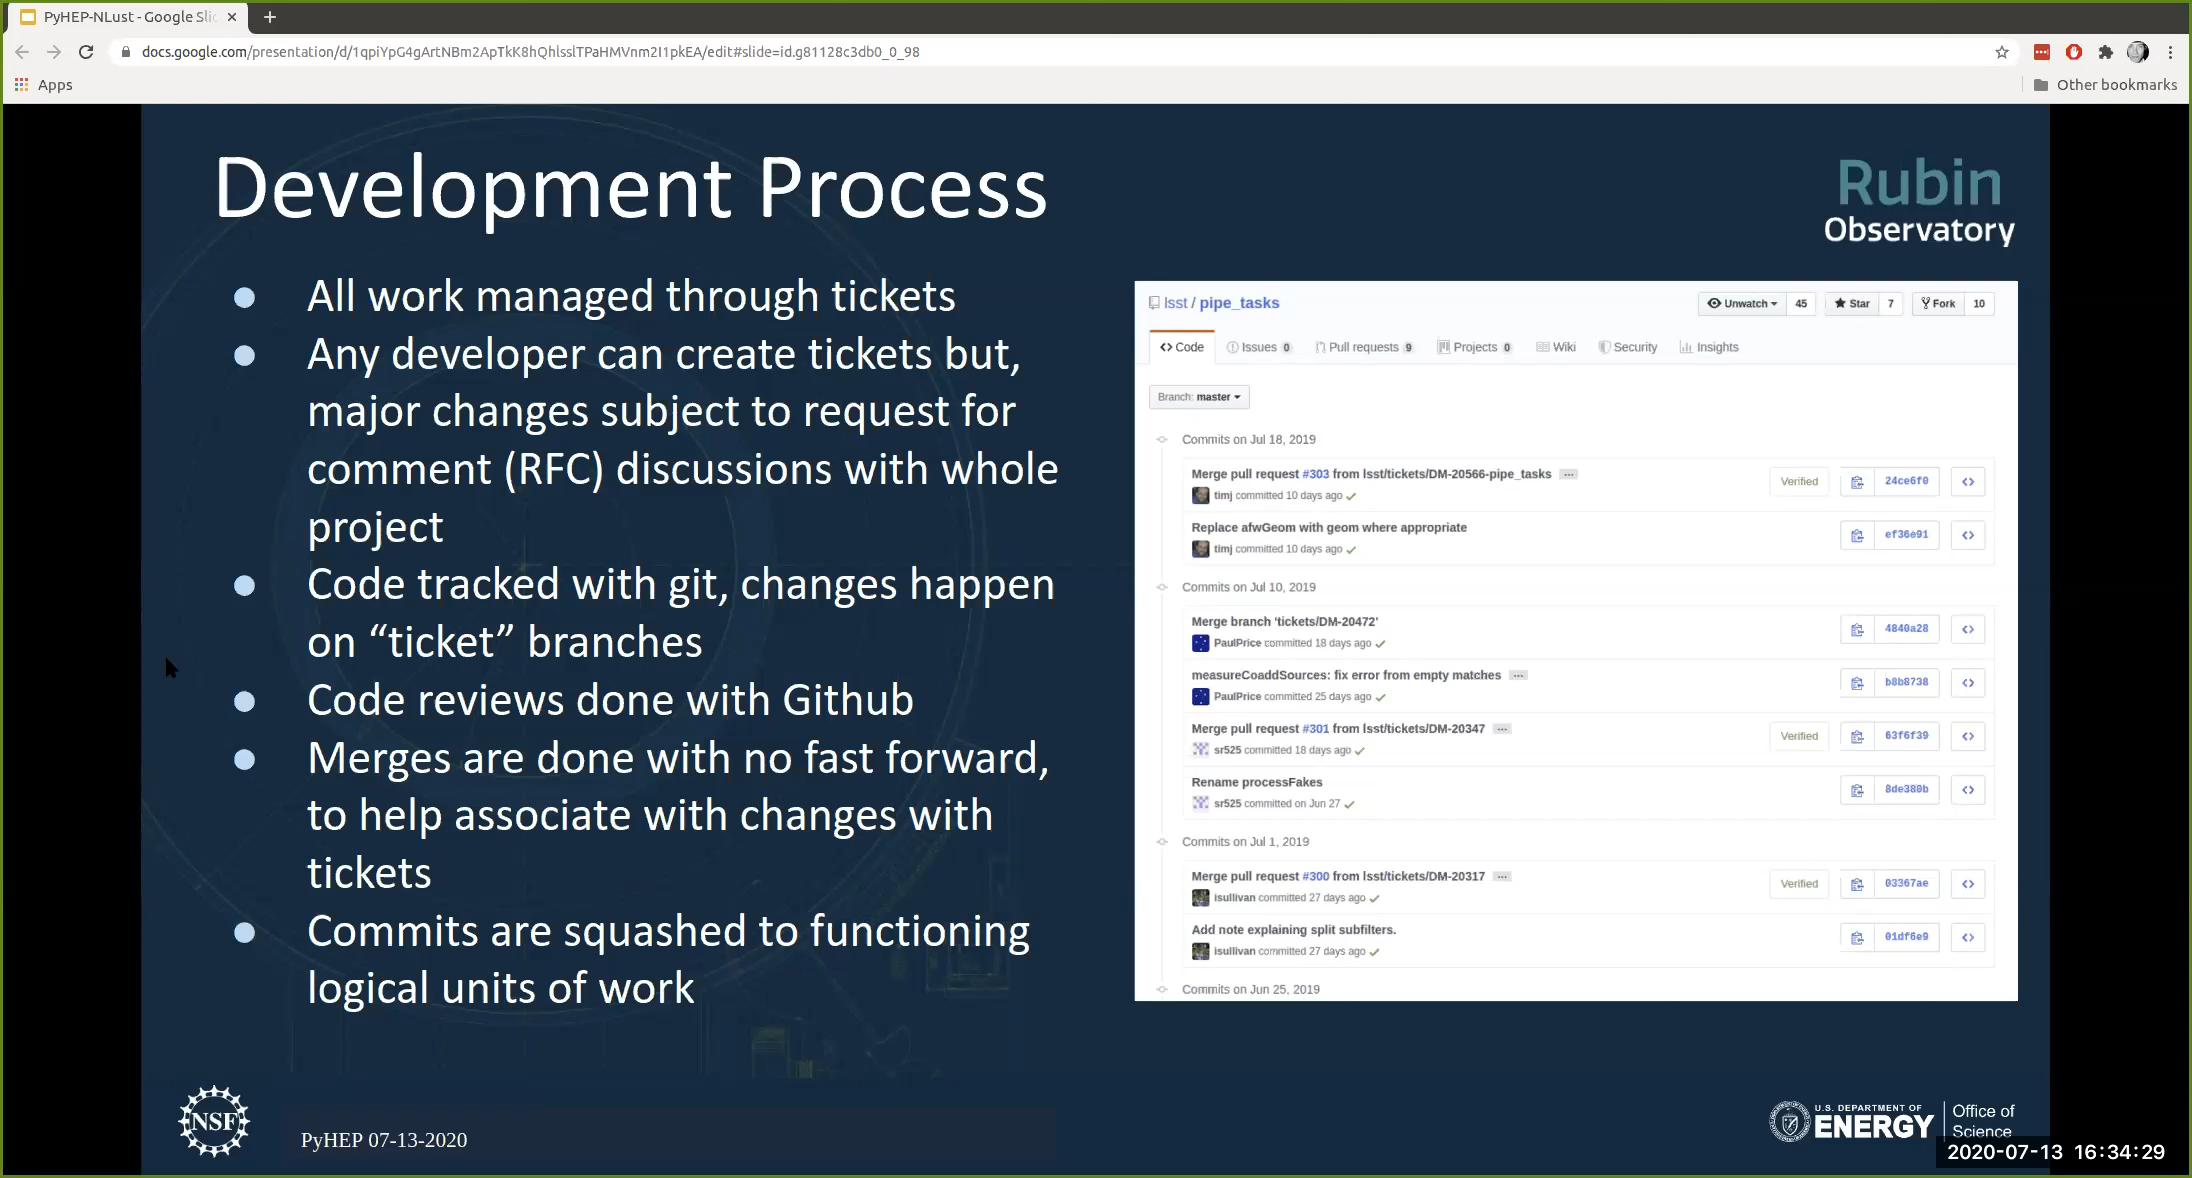 PyHEP-NLust - Google Slic
docs.google.com/presentation/d/1qpiYpG4gArtNBm2ApTkK8hQhlsslTPaHMVnm2I1pkEA/edit#slide=id.g81128c3db0_0_98
Apps
Other bookmarks
Development Process
Rubin
Observatory
● All work managed through tickets
● Any developer can create tickets but,
major changes subject to request for
comment (RFC) discussions with whole
project
● Code tracked with git, changes happen
on “ticket” branches
● Code reviews done with Github
● Merges are done with no fast forward,
to help associate with changes with
tickets
● Commits are squashed to functioning
logical units of work
lsst / pipe_tasks
Unwatch 45 Star 7 Fork 10
Code Issues 0 Pull requests 9 Projects 0 Wiki Security Insights
Branch: master
Commits on Jul 18, 2019
Merge pull request #303 from lsst/tickets/DM-20566-pipe_tasks ...
timj committed 10 days ago
Verified 24ce6f0
Replace afwGeom with geom where appropriate
timj committed 10 days ago
ef36e91
Commits on Jul 10, 2019
Merge branch 'tickets/DM-20472'
PaulPrice committed 18 days ago
4840a28
measureCoaddSources: fix error from empty matches ...
PaulPrice committed 25 days ago
b8b8738
Merge pull request #301 from lsst/tickets/DM-20347 ...
sr525 committed 18 days ago
Verified 63f6f39
Rename processFakes
sr525 committed on Jun 27
8de380b
Commits on Jul 1, 2019
Merge pull request #300 from lsst/tickets/DM-20317 ...
isullivan committed 27 days ago
Verified 03367ae
Add note explaining split subfilters.
isullivan committed 27 days ago
01df6e9
Commits on Jun 25, 2019
NSF
PyHEP 07-13-2020
U.S. DEPARTMENT OF
ENERGY
Office of
Science
2020-07-13 16:34:29